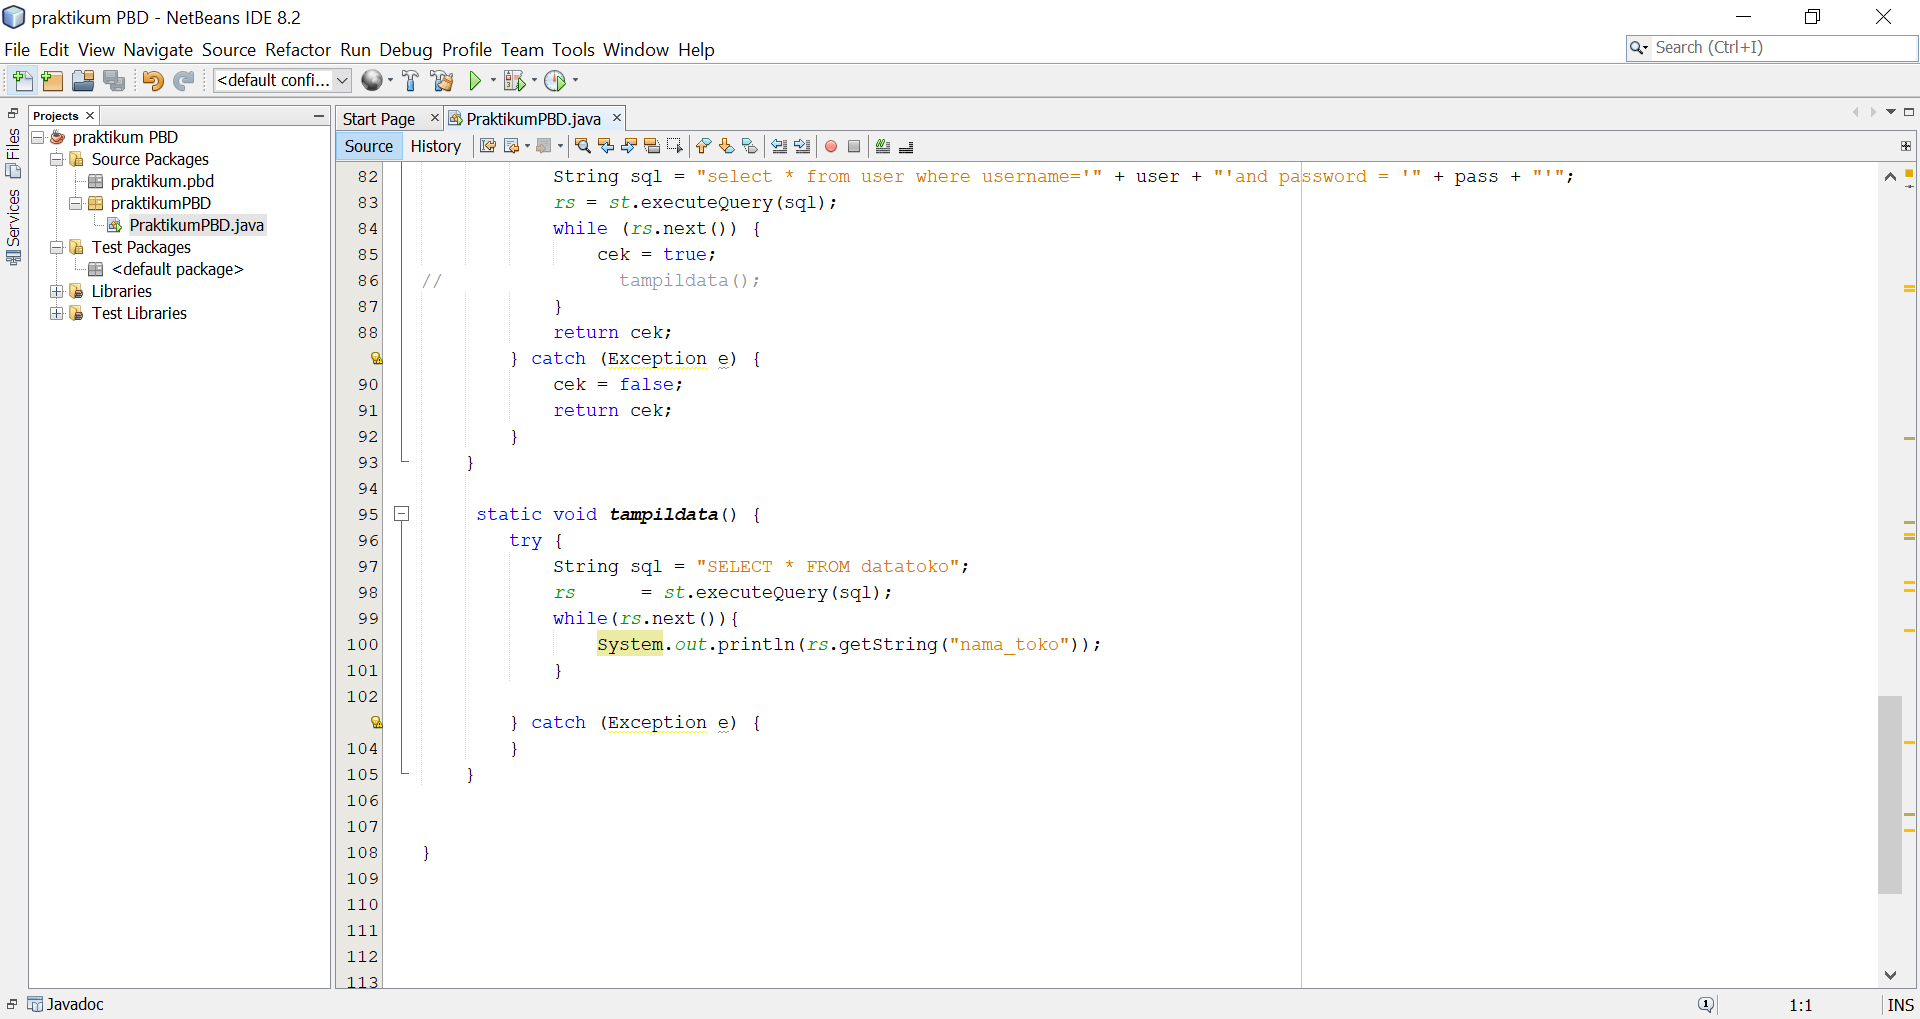 praktikum PBD - NetBeans IDE 8.2
File Edit View Navigate Source Refactor Run Debug Profile Team Tools Window Help
Search (Ctrl+I)
<default confi...
Files
Services
Projects
praktikum PBD
Source Packages
praktikum.pbd
praktikumPBD
PraktikumPBD.java
Test Packages
<default package>
Libraries
Test Libraries
Start Page
PraktikumPBD.java
Source History
82 String sql = "select * from user where username='" + user + "'and password = '" + pass + "'";
83 rs = st.executeQuery(sql);
84 while (rs.next()) {
85 cek = true;
86 // tampildata();
87 }
88 return cek;
} catch (Exception e) {
90 cek = false;
91 return cek;
92 }
93 }
94
95 static void tampildata() {
96 try {
97 String sql = "SELECT * FROM datatoko";
98 rs = st.executeQuery(sql);
99 while(rs.next()){
100 System.out.println(rs.getString("nama_toko"));
101 }
102
} catch (Exception e) {
104 }
105 }
106
107
108 }
109
110
111
112
113
Javadoc
1:1
INS